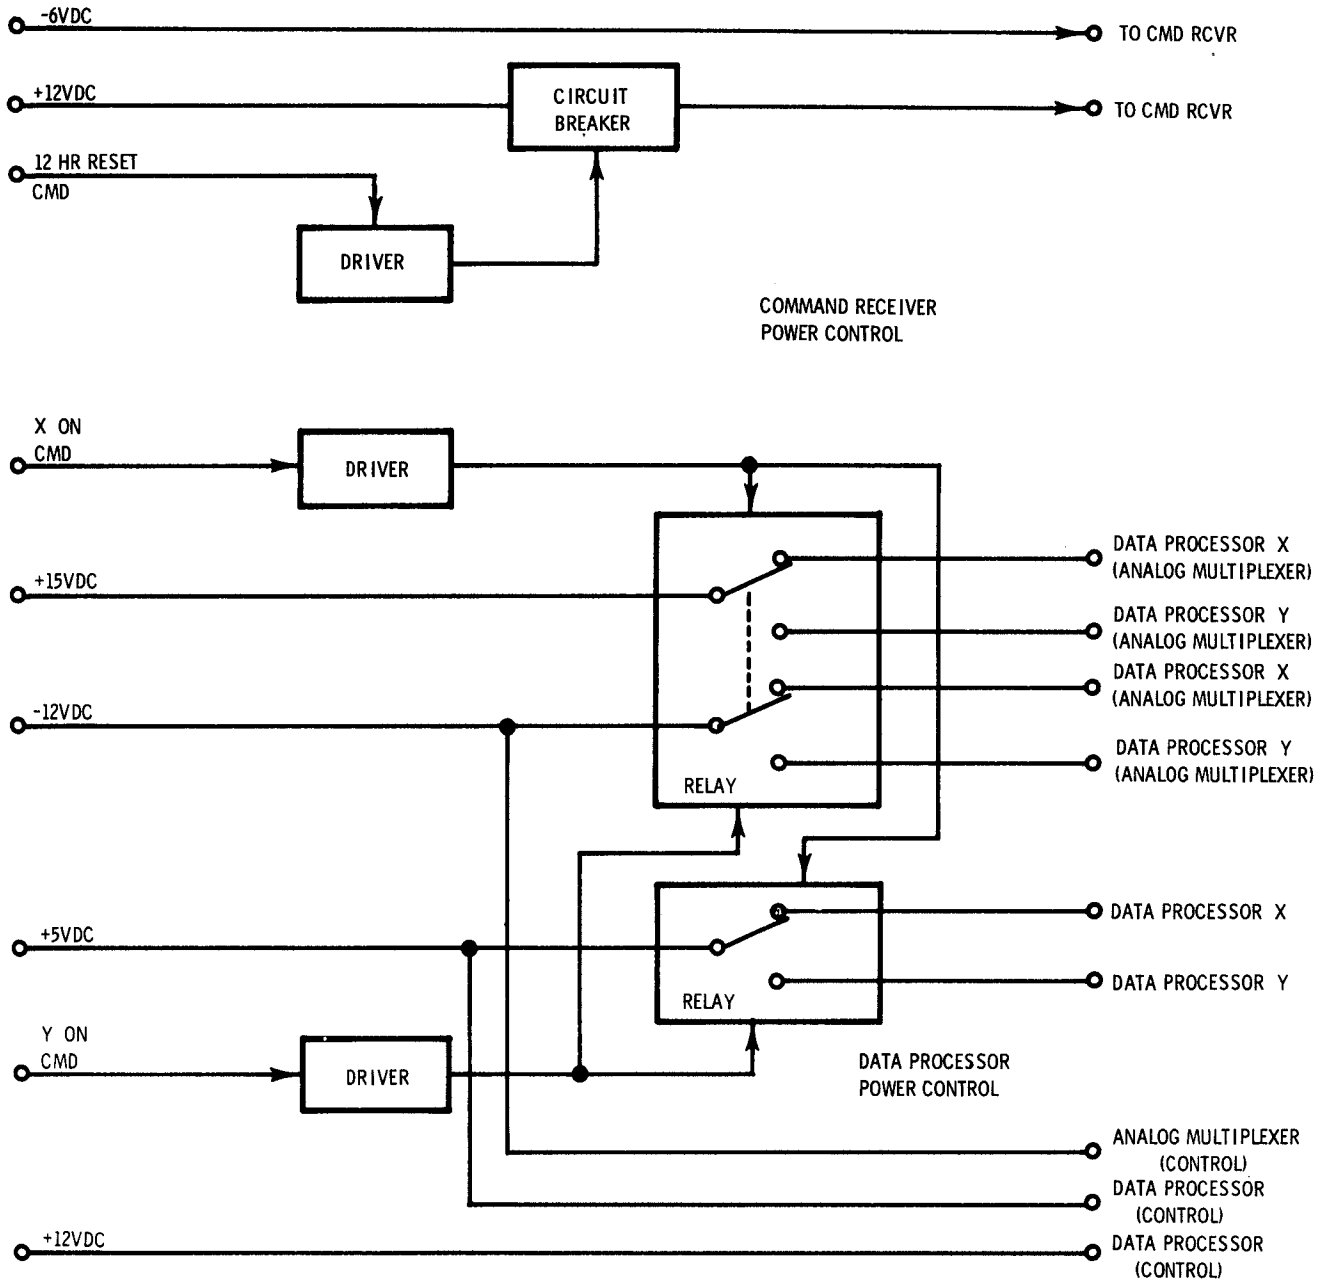 -6VDC
TO CMD RCVR
+12VDC
CIRCUIT
BREAKER
TO CMD RCVR
12 HR RESET
CMD
DRIVER
COMMAND RECEIVER
POWER CONTROL
X ON
CMD
DRIVER
DATA PROCESSOR X
(ANALOG MULTIPLEXER)
+15VDC
DATA PROCESSOR Y
(ANALOG MULTIPLEXER)
DATA PROCESSOR X
(ANALOG MULTIPLEXER)
-12VDC
DATA PROCESSOR Y
(ANALOG MULTIPLEXER)
RELAY
DATA PROCESSOR X
+5VDC
DATA PROCESSOR Y
RELAY
Y ON
CMD
DRIVER
DATA PROCESSOR
POWER CONTROL
ANALOG MULTIPLEXER
(CONTROL)
DATA PROCESSOR
(CONTROL)
+12VDC
DATA PROCESSOR
(CONTROL)